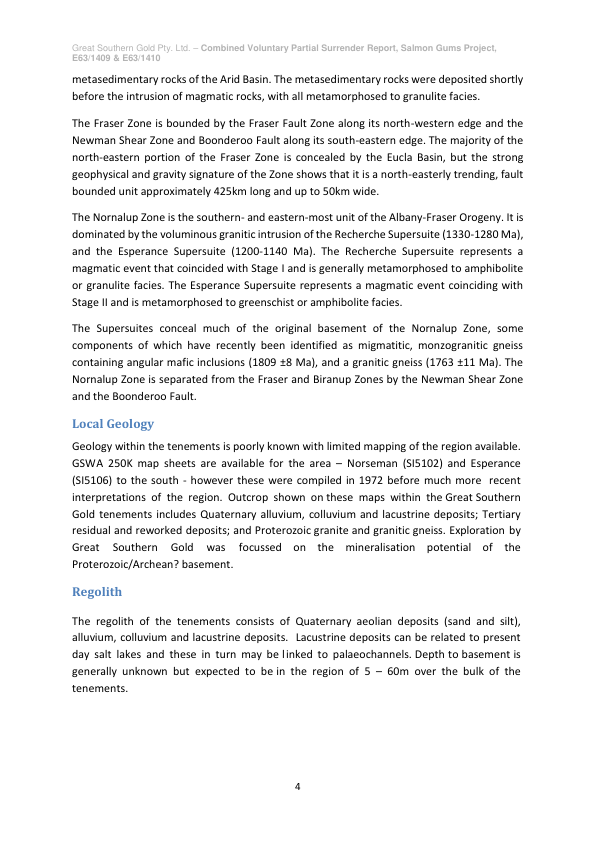 Great Southern Gold Pty. Ltd. – Combined Voluntary Partial Surrender Report, Salmon Gums Project,
E63/1409 & E63/1410
metasedimentary rocks of the Arid Basin. The metasedimentary rocks were deposited shortly
before the intrusion of magmatic rocks, with all metamorphosed to granulite facies.
The Fraser Zone is bounded by the Fraser Fault Zone along its north-western edge and the
Newman Shear Zone and Boonderoo Fault along its south-eastern edge. The majority of the
north-eastern portion of the Fraser Zone is concealed by the Eucla Basin, but the strong
geophysical and gravity signature of the Zone shows that it is a north-easterly trending, fault
bounded unit approximately 425km long and up to 50km wide.
The Nornalup Zone is the southern- and eastern-most unit of the Albany-Fraser Orogeny. It is
dominated by the voluminous granitic intrusion of the Recherche Supersuite (1330-1280 Ma),
and the Esperance Supersuite (1200-1140 Ma). The Recherche Supersuite represents a
magmatic event that coincided with Stage I and is generally metamorphosed to amphibolite
or granulite facies. The Esperance Supersuite represents a magmatic event coinciding with
Stage II and is metamorphosed to greenschist or amphibolite facies.
The Supersuites conceal much of the original basement of the Nornalup Zone, some
components of which have recently been identified as migmatitic, monzogranitic gneiss
containing angular mafic inclusions (1809 ±8 Ma), and a granitic gneiss (1763 ±11 Ma). The
Nornalup Zone is separated from the Fraser and Biranup Zones by the Newman Shear Zone
and the Boonderoo Fault.
Local Geology
Geology within the tenements is poorly known with limited mapping of the region available.
GSWA 250K map sheets are available for the area – Norseman (SI5102) and Esperance
(SI5106) to the south - however these were compiled in 1972 before much more recent
interpretations of the region. Outcrop shown on these maps within the Great Southern
Gold tenements includes Quaternary alluvium, colluvium and lacustrine deposits; Tertiary
residual and reworked deposits; and Proterozoic granite and granitic gneiss. Exploration by
Great Southern Gold was focussed on the mineralisation potential of the
Proterozoic/Archean? basement.
Regolith
The regolith of the tenements consists of Quaternary aeolian deposits (sand and silt),
alluvium, colluvium and lacustrine deposits. Lacustrine deposits can be related to present
day salt lakes and these in turn may be linked to palaeochannels. Depth to basement is
generally unknown but expected to be in the region of 5 – 60m over the bulk of the
tenements.
4